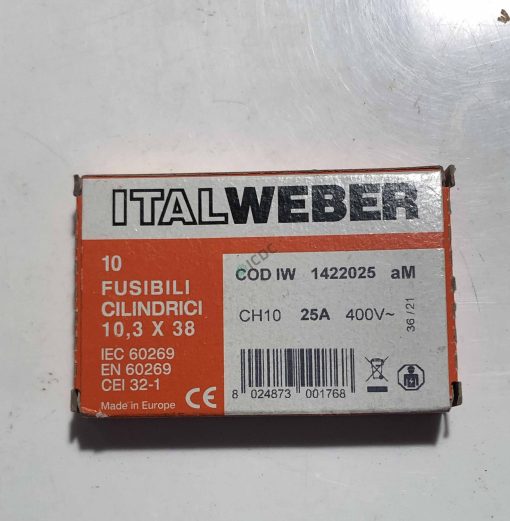 ITALWEBER
10
FUSIBILI
CILINDRICI
10,3 X 38
IEC 60269
EN 60269
CEI 32-1
Made in Europe
CE
ICDC
COD IW 1422025 aM
CH10 25A 400V~
36/21
8 024873 001768